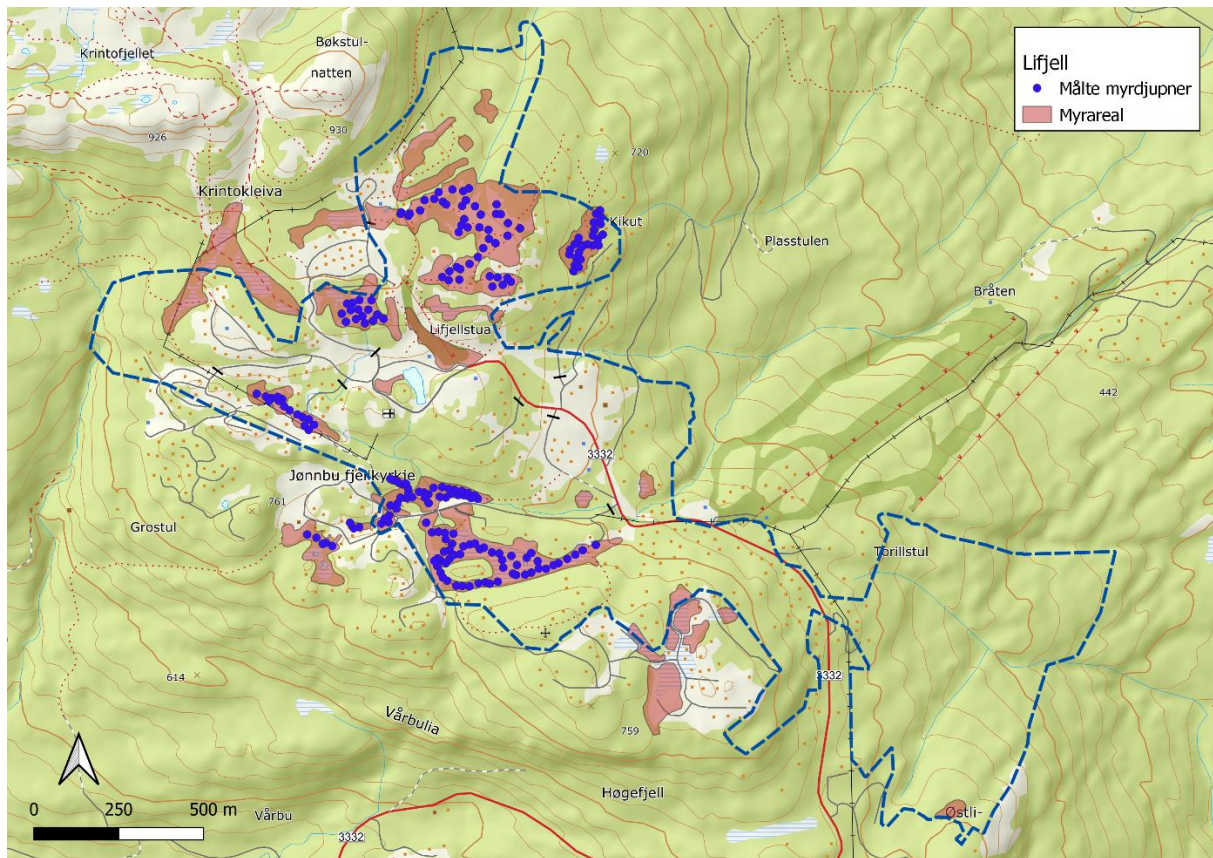 Lifjell
Målte myrdjupner
Myrareal
Krintofjellet
Bøkstul-
natten
926
930
720
Krintokleiva
Kikut
Plasstulen
Bråten
Lifjellstua
442
3332
Jønnbu fjellkyrkje
761
Grostul
Torillstul
614
3332
759
Vårbulia
Høgefjell
Østli-
0 250 500 m
Vårbu
3332